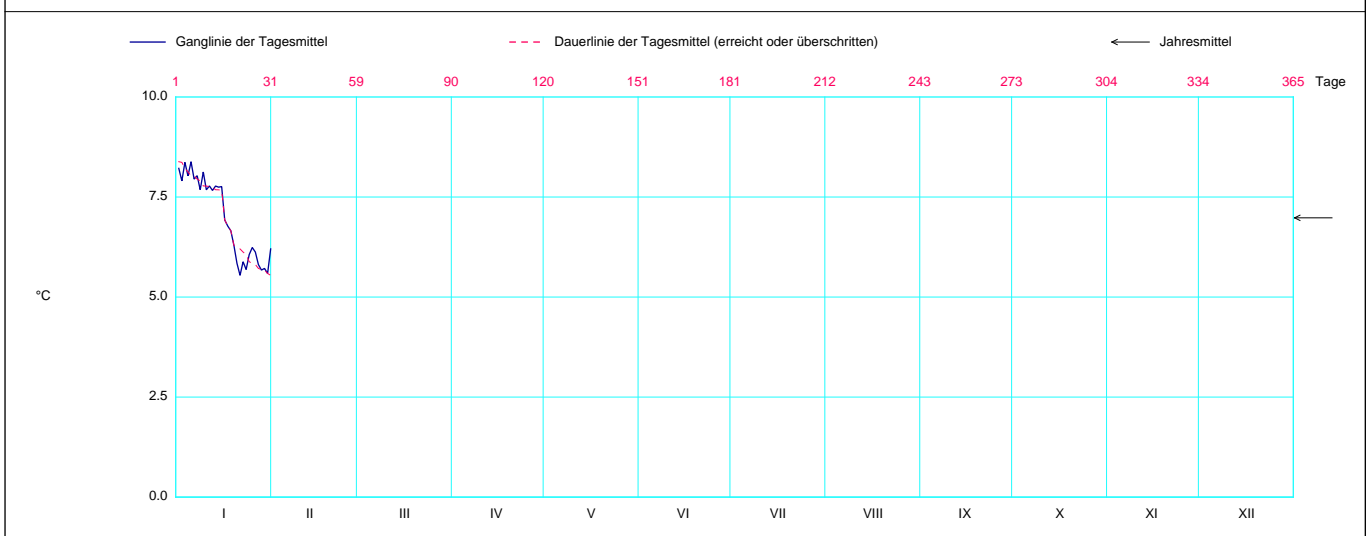 Ganglinie der Tagesmittel Dauerlinie der Tagesmittel (erreicht oder überschritten) Jahresmittel
1 31 59 90 120 151 181 212 243 273 304 334 365 Tage
10.0
7.5
5.0
°C
2.5
0.0
I II III IV V VI VII VIII IX X XI XII